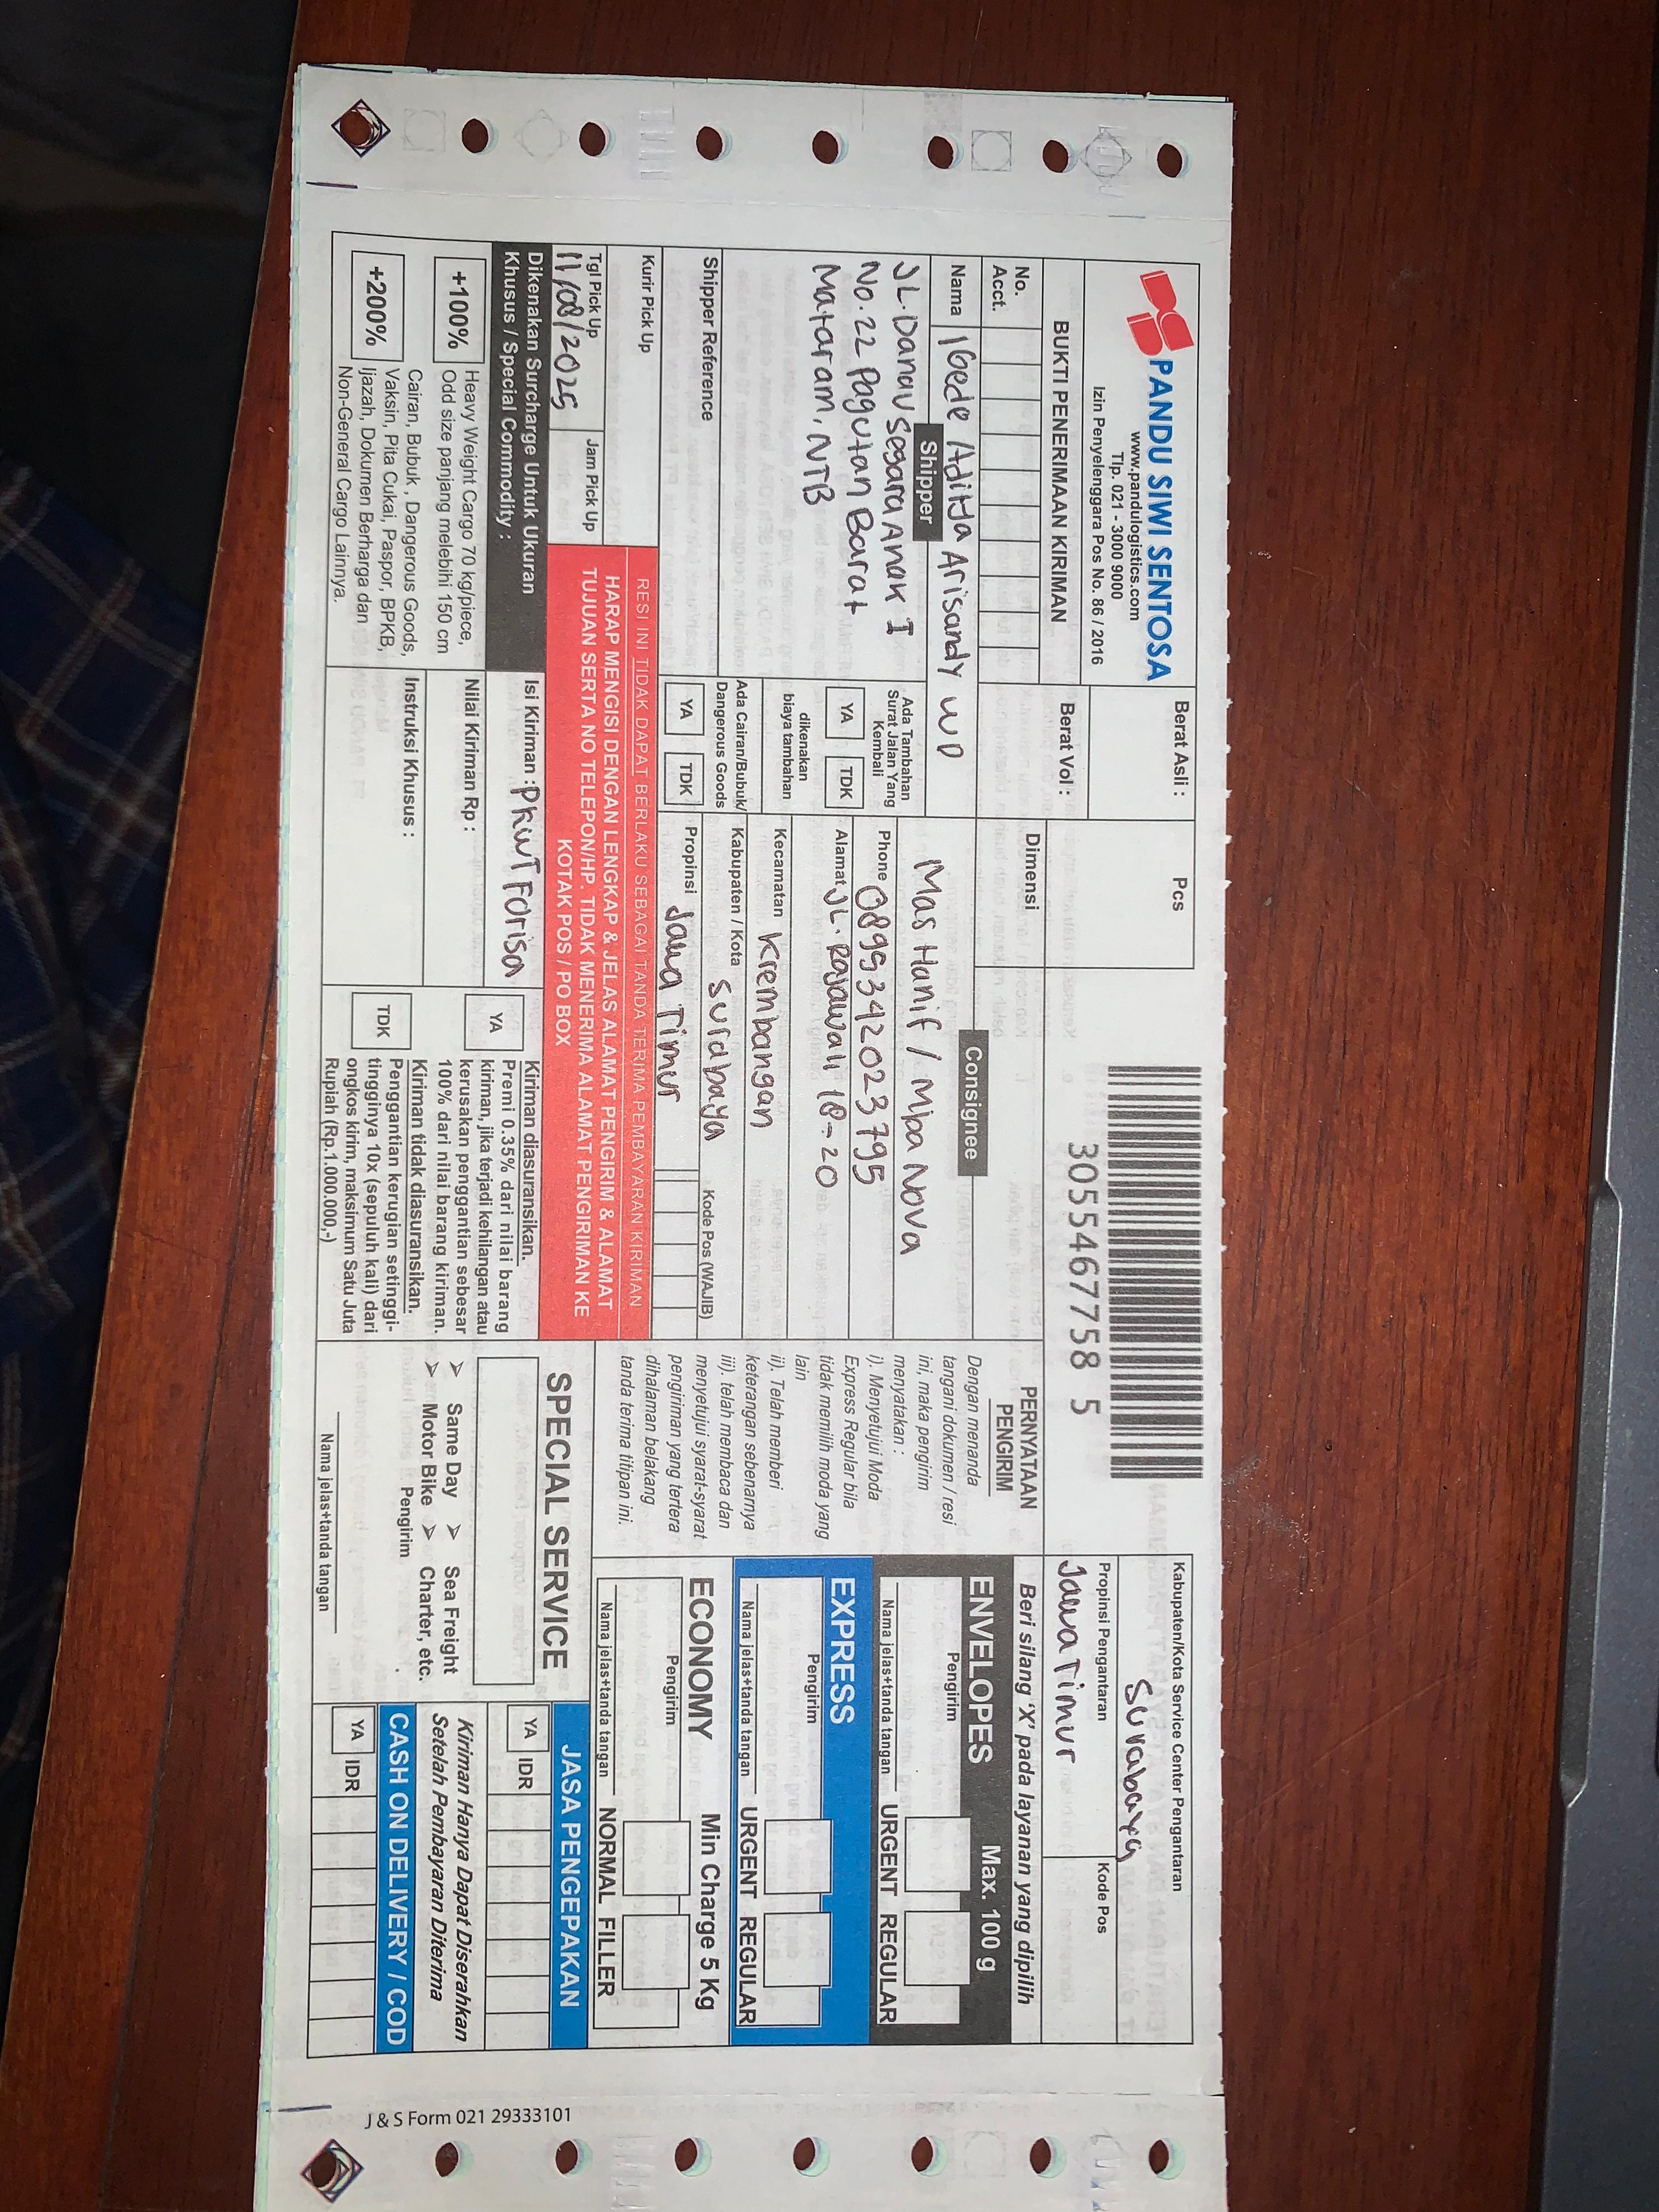 PANDU SIWI SENTOSA
www.pandulogistics.com
Tlp. 021 - 3000 9000
Izin Penyelenggara Pos No. 86 / 2016
BUKTI PENERIMAAN KIRIMAN
No. Acct.
Berat Asli :
Pcs
Berat Vol :
Dimensi
30554677758 5
Kabupaten/Kota Service Center Pengantaran
Surabaya
Propinsi Pengantaran
Jawa Timur
Kode Pos
Shipper
Nama I Gede Aditya Arisandy WD
JL. Danau Segara Anak I
No. 22 Pagutan Barat
Mataram, NTB
Ada Tambahan
Surat Jalan Yang
Kembali
YA TDK
dikenakan
biaya tambahan
Shipper Reference
Ada Cairan/Bubuk/
Dangerous Goods
YA TDK
Kurir Pick Up
Tgl Pick Up
11/08/2025
Jam Pick Up
Consignee
Mas Hanif / Mba Nova
Phone 0895342023795
Alamat JL. Rajawali 18-20
Kecamatan Krembangan
Kabupaten / Kota Surabaya
Propinsi Jawa Timur
Kode Pos (WAJIB)
RESI INI TIDAK DAPAT BERLAKU SEBAGAI TANDA TERIMA PEMBAYARAN KIRIMAN
HARAP MENGISI DENGAN LENGKAP & JELAS ALAMAT PENGIRIM & ALAMAT
TUJUAN SERTA NO TELEPON/HP. TIDAK MENERIMA ALAMAT PENGIRIMAN KE
KOTAK POS / PO BOX
Dikenakan Surcharge Untuk Ukuran
Khusus / Special Commodity :
+100%
Heavy Weight Cargo 70 kg/piece,
Odd size panjang melebihi 150 cm
+200%
Cairan, Bubuk , Dangerous Goods,
Vaksin, Pita Cukai, Paspor, BPKB,
Ijazah, Dokumen Berharga dan
Non-General Cargo Lainnya.
Isi Kiriman :
Nilai Kiriman Rp :
Instruksi Khusus :
YA
Kiriman diasuransikan.
Premi 0.35% dari nilai barang
kiriman, jika terjadi kehilangan atau
kerusakan penggantian sebesar
100% dari nilai barang kiriman.
TDK
Kiriman tidak diasuransikan.
Penggantian kerugian setinggi-
tingginya 10x (sepuluh kali) dari
ongkos kirim, maksimum Satu Juta
Rupiah (Rp.1.000.000,-)
PERNYATAAN
PENGIRIM
Dengan menanda
tangani dokumen / resi
ini, maka pengirim
menyatakan :
i). Menyetujui Moda
Express Regular bila
tidak memilih moda yang
lain
ii). Telah memberi
keterangan sebenarnya
iii). telah membaca dan
menyetujui syarat-syarat
pengiriman yang tertera
dihalaman belakang
tanda terima titipan ini.
Beri silang 'X' pada layanan yang dipilih
ENVELOPES Max. 100 g
Pengirim
Nama jelas+tanda tangan URGENT REGULAR
EXPRESS
Pengirim
Nama jelas+tanda tangan URGENT REGULAR
ECONOMY Min Charge 5 Kg
Pengirim
Nama jelas+tanda tangan NORMAL FILLER
SPECIAL SERVICE
➢ Same Day ➢ Sea Freight
➢ Motor Bike ➢ Charter, etc.
Pengirim
Nama jelas+tanda tangan
JASA PENGEPAKAN
YA IDR
Kiriman Hanya Dapat Diserahkan
Setelah Pembayaran Diterima
CASH ON DELIVERY / COD
YA IDR
J & S Form 021 29333101